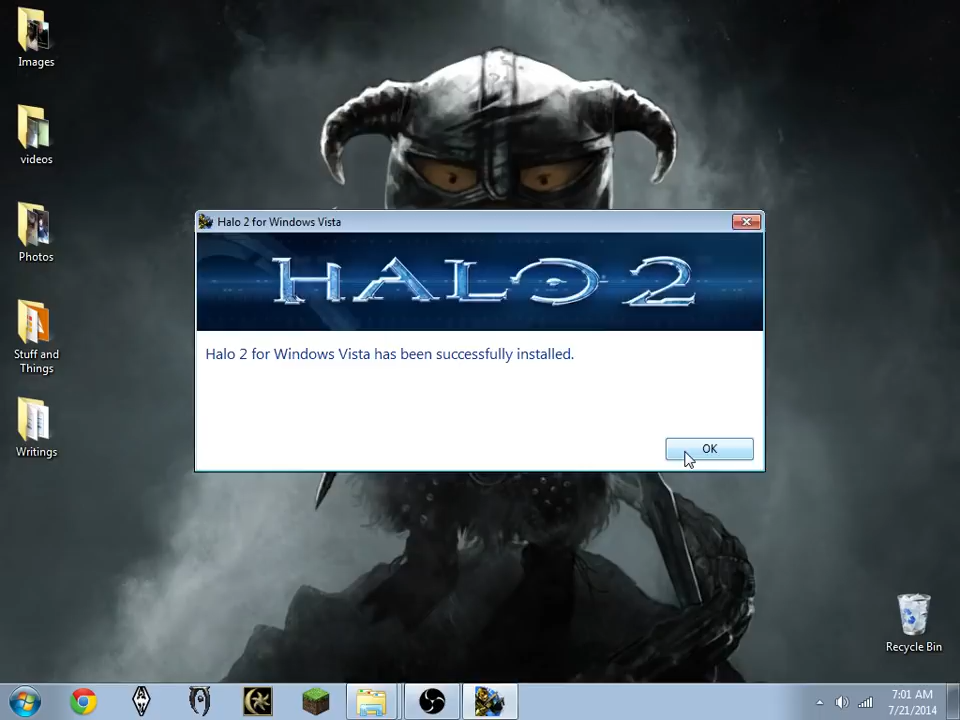 Images
videos
Photos
Stuff and
Things
Writings
Halo 2 for Windows Vista
HALO 2
Halo 2 for Windows Vista has been successfully installed.
OK
Recycle Bin
7:01 AM
7/21/2014